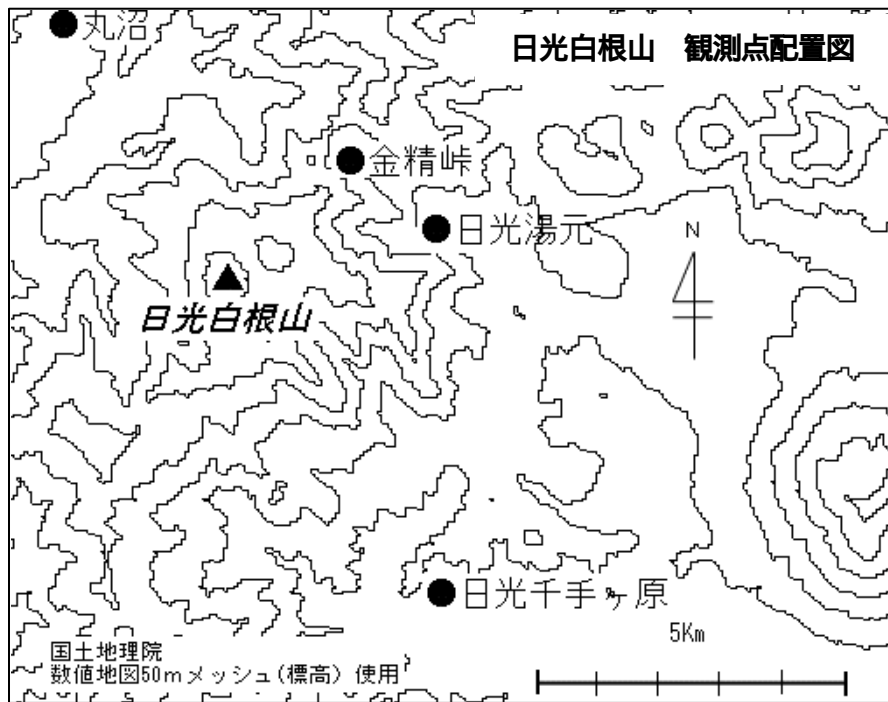 丸沼
日光白根山　観測点配置図
金精峠
日光湯元
N
日光白根山
日光千手ヶ原
5Km
国土地理院
数値地図50mメッシュ(標高)使用